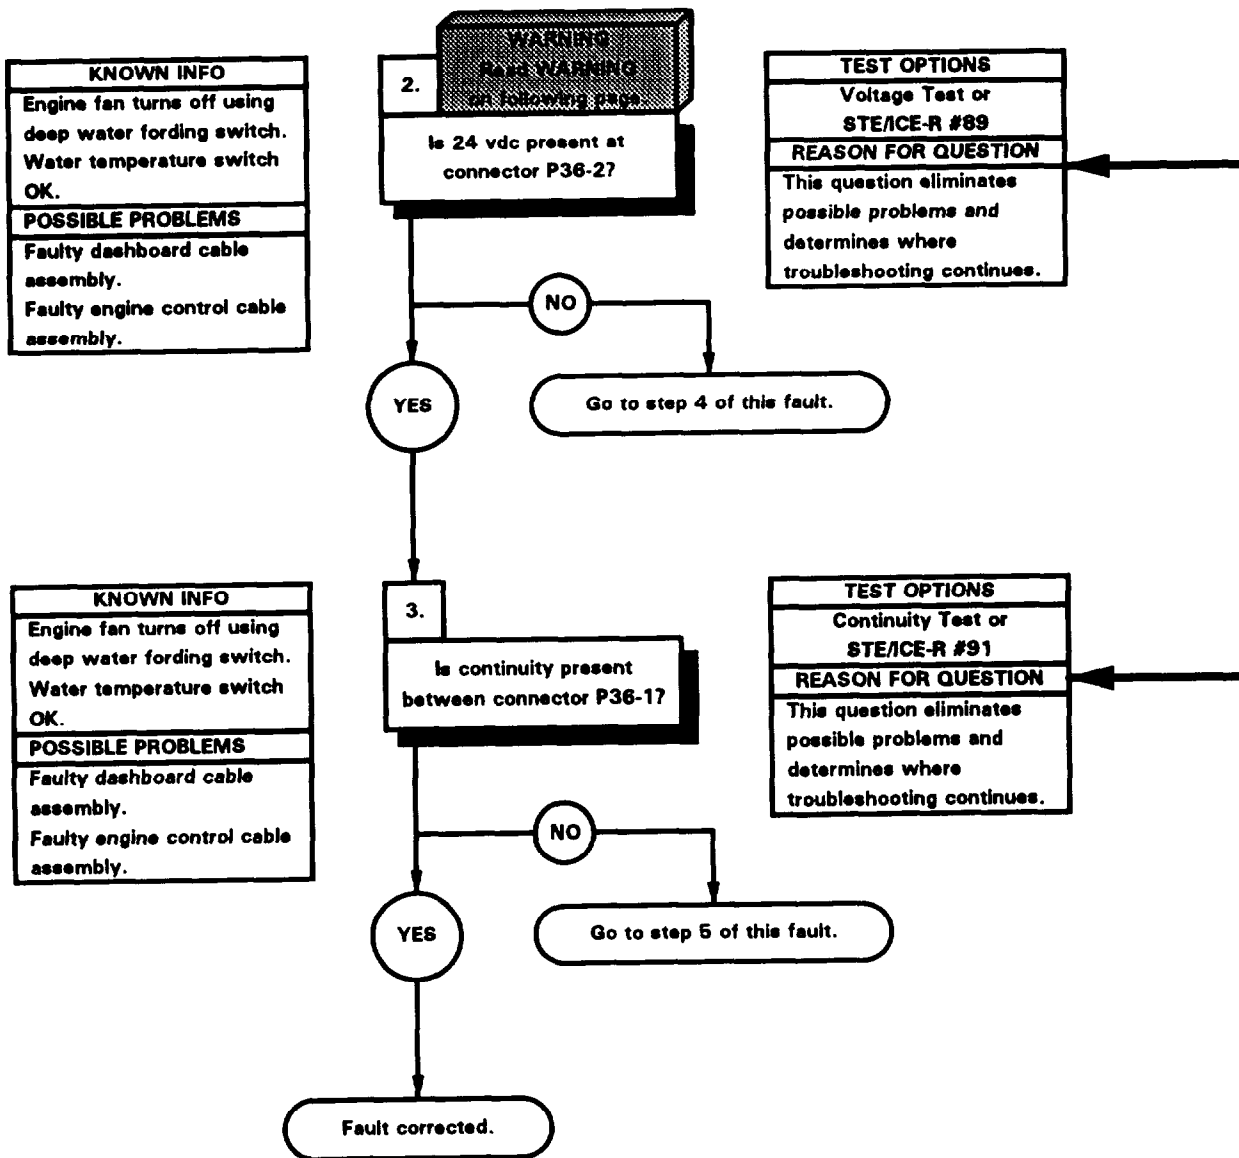 WARNING
Read WARNING
on following page
KNOWN INFO
Engine fan turns off using
deep water fording switch.
Water temperature switch
OK.
POSSIBLE PROBLEMS
Faulty dashboard cable
assembly.
Faulty engine control cable
assembly.
2.
Is 24 vdc present at
connector P36-2?
TEST OPTIONS
Voltage Test or
STE/ICE-R #89
REASON FOR QUESTION
This question eliminates
possible problems and
determines where
troubleshooting continues.
NO
YES
Go to step 4 of this fault.
KNOWN INFO
Engine fan turns off using
deep water fording switch.
Water temperature switch
OK.
POSSIBLE PROBLEMS
Faulty dashboard cable
assembly.
Faulty engine control cable
assembly.
3.
Is continuity present
between connector P36-1?
TEST OPTIONS
Continuity Test or
STE/ICE-R #91
REASON FOR QUESTION
This question eliminates
possible problems and
determines where
troubleshooting continues.
NO
YES
Go to step 5 of this fault.
Fault corrected.